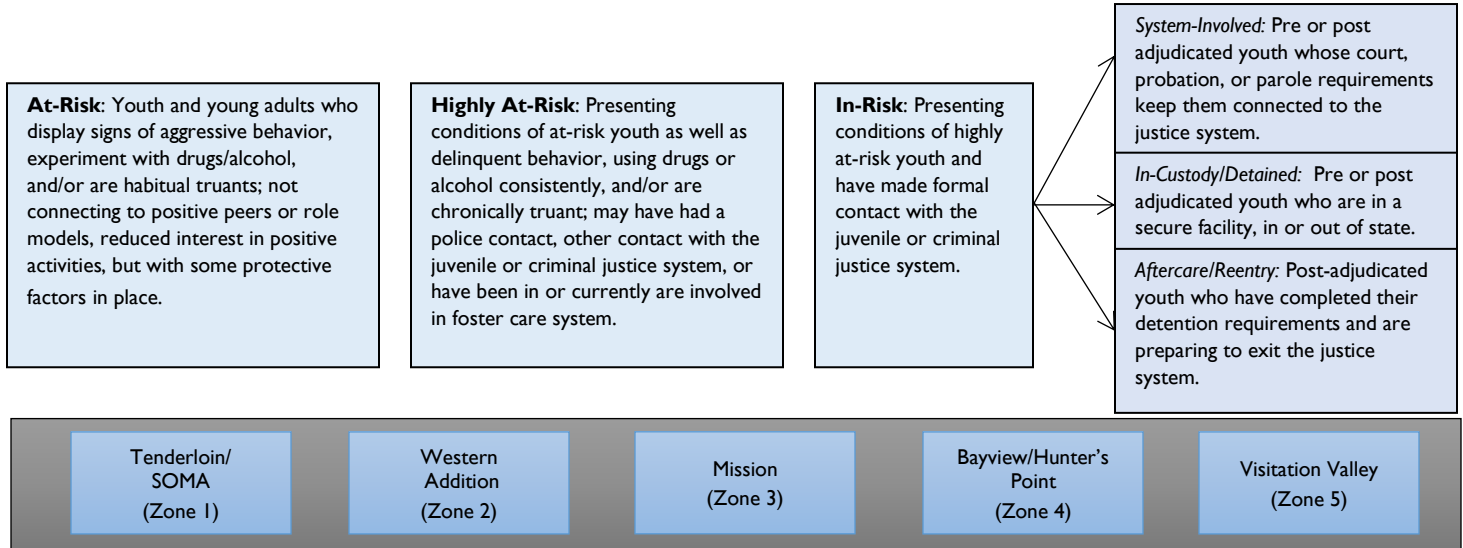 At-Risk: Youth and young adults who
display signs of aggressive behavior,
experiment with drugs/alcohol,
and/or are habitual truants; not
connecting to positive peers or role
models, reduced interest in positive
activities, but with some protective
factors in place.
Highly At-Risk: Presenting
conditions of at-risk youth as well as
delinquent behavior, using drugs or
alcohol consistently, and/or are
chronically truant; may have had a
police contact, other contact with the
juvenile or criminal justice system, or
have been in or currently are involved
in foster care system.
In-Risk: Presenting
conditions of highly
at-risk youth and
have made formal
contact with the
juvenile or criminal
justice system.
System-Involved: Pre or post
adjudicated youth whose court,
probation, or parole requirements
keep them connected to the
justice system.
In-Custody/Detained: Pre or post
adjudicated youth who are in a
secure facility, in or out of state.
Aftercare/Reentry: Post-adjudicated
youth who have completed their
detention requirements and are
preparing to exit the justice
system.
Tenderloin/
SOMA
(Zone 1)
Western
Addition
(Zone 2)
Mission
(Zone 3)
Bayview/Hunter's
Point
(Zone 4)
Visitation Valley
(Zone 5)